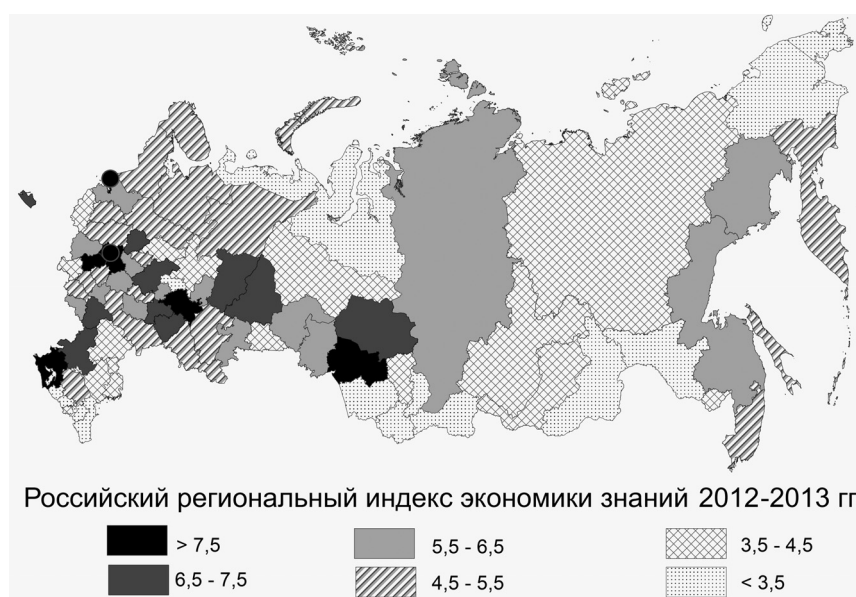 Российский региональный индекс экономики знаний 2012-2013 гг
> 7,5
5,5 - 6,5
3,5 - 4,5
6,5 - 7,5
4,5 - 5,5
< 3,5